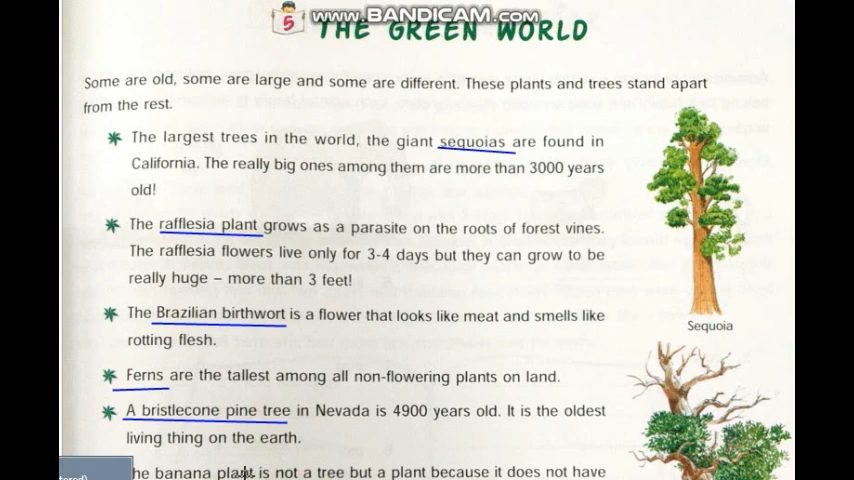 www.BANDICAM.com
5 THE GREEN WORLD
Some are old, some are large and some are different. These plants and trees stand apart
from the rest.
The largest trees in the world, the giant sequoias are found in
California. The really big ones among them are more than 3000 years
old!
The rafflesia plant grows as a parasite on the roots of forest vines.
The rafflesia flowers live only for 3-4 days but they can grow to be
really huge – more than 3 feet!
Sequoia
The Brazilian birthwort is a flower that looks like meat and smells like
rotting flesh.
Ferns are the tallest among all non-flowering plants on land.
A bristlecone pine tree in Nevada is 4900 years old. It is the oldest
living thing on the earth.
banana plant is not a tree but a plant because it does not have